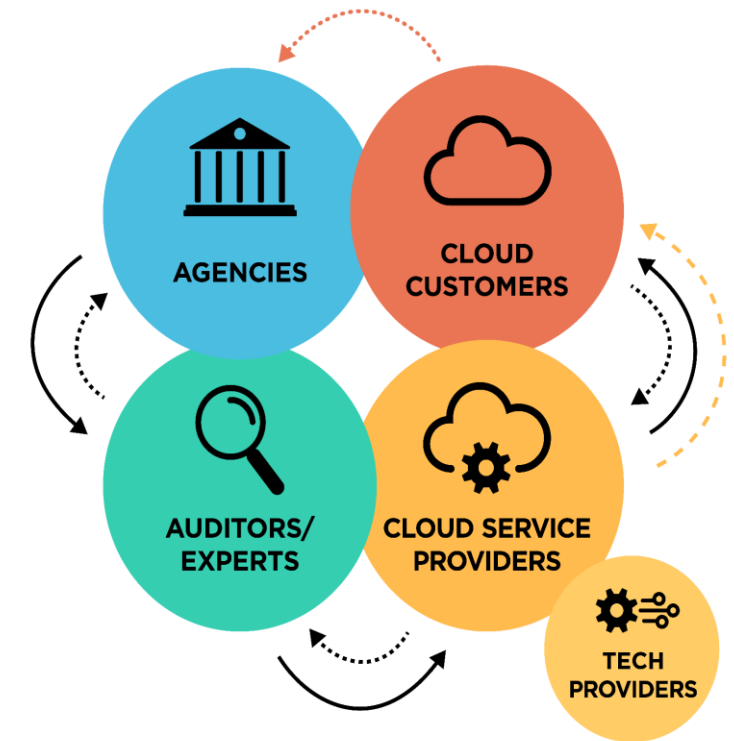 AGENCIES
CLOUD
CUSTOMERS
AUDITORS/
EXPERTS
CLOUD SERVICE
PROVIDERS
TECH
PROVIDERS